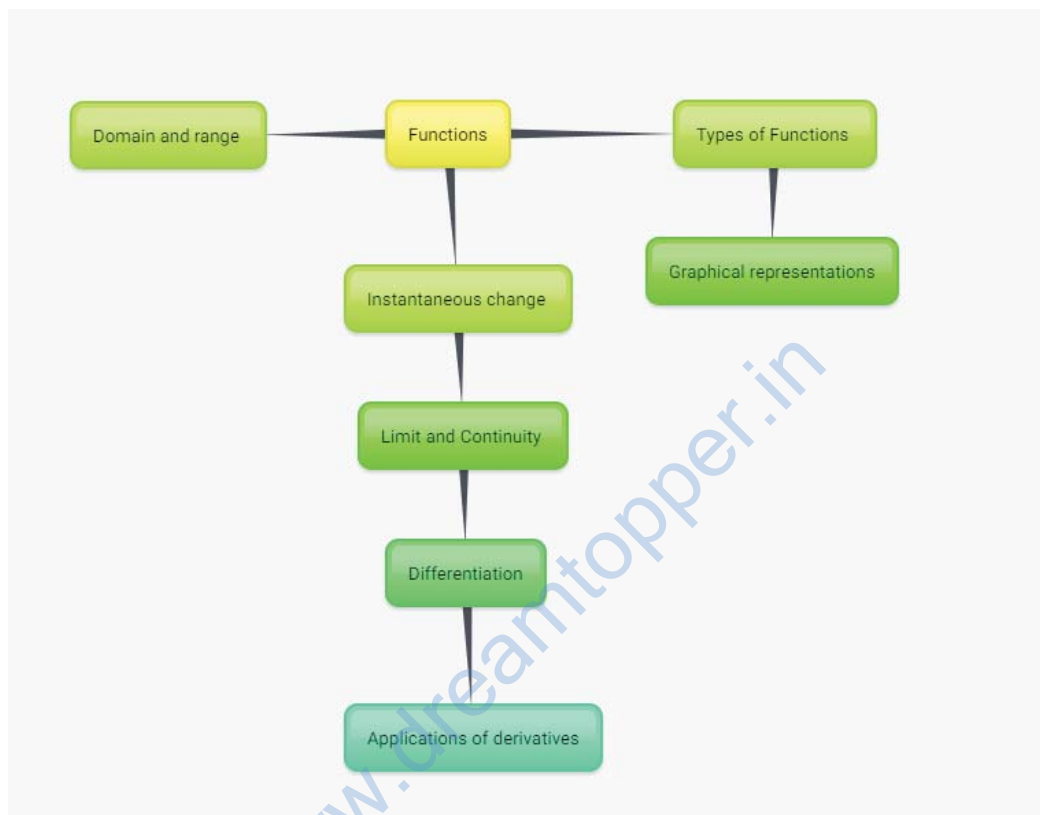 Domain and range
Functions
Types of Functions
Graphical representations
Instantaneous change
Limit and Continuity
Differentiation
Applications of derivatives
w.dreamtopper.in